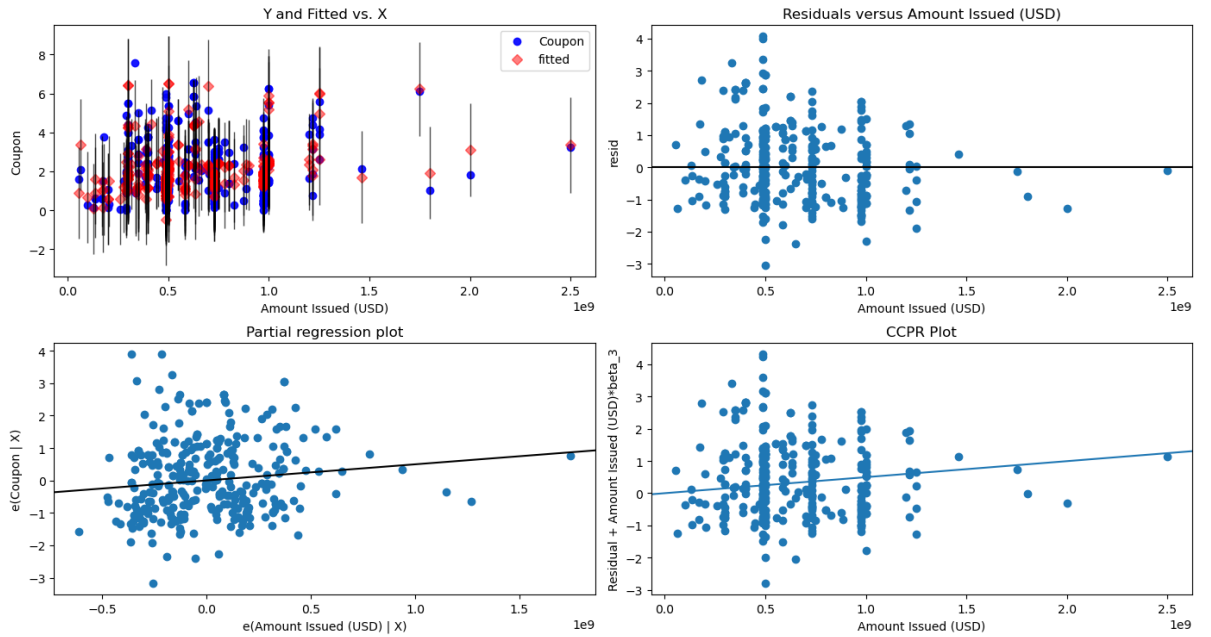 Y and Fitted vs. X
Coupon
8
6
4
2
0
−2
Coupon
fitted
0.0 0.5 1.0 1.5 2.0 2.5
1e9
Amount Issued (USD)
Residuals versus Amount Issued (USD)
resid
4
3
2
1
0
−1
−2
−3
0.0 0.5 1.0 1.5 2.0 2.5
1e9
Amount Issued (USD)
Partial regression plot
e(Coupon | X)
4
3
2
1
0
−1
−2
−3
−0.5 0.0 0.5 1.0 1.5
1e9
e(Amount Issued (USD) | X)
CCPR Plot
Residual + Amount Issued (USD)*beta_3
4
3
2
1
0
−1
−2
−3
0.0 0.5 1.0 1.5 2.0 2.5
1e9
Amount Issued (USD)